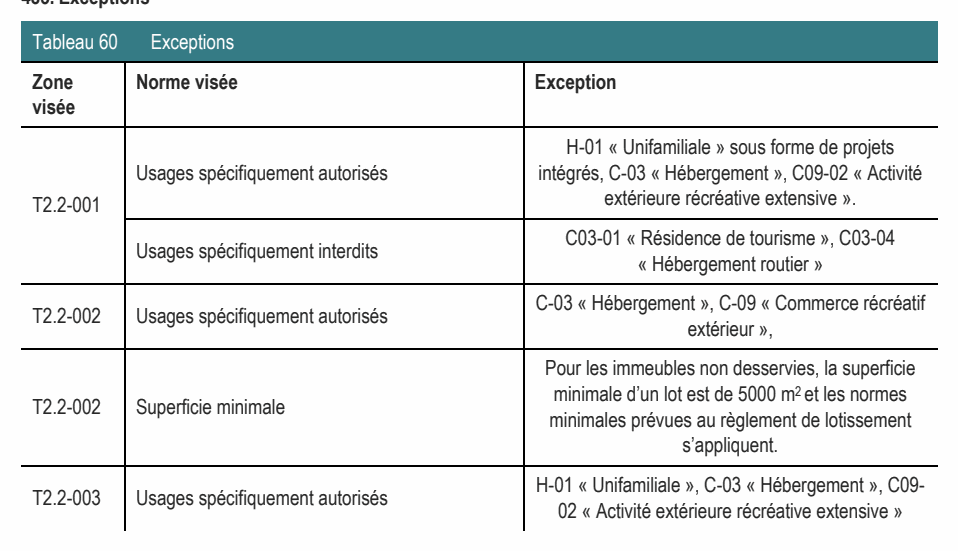 460. Exceptions
Tableau 60 Exceptions
Zone visée
Norme visée
Exception
T2.2-001
Usages spécifiquement autorisés
H-01 « Unifamiliale » sous forme de projets
intégrés, C-03 « Hébergement », C09-02 « Activité
extérieure récréative extensive ».
Usages spécifiquement interdits
C03-01 « Résidence de tourisme », C03-04
« Hébergement routier »
T2.2-002
Usages spécifiquement autorisés
C-03 « Hébergement », C-09 « Commerce récréatif
extérieur »,
T2.2-002
Superficie minimale
Pour les immeubles non desservies, la superficie
minimale d’un lot est de 5000 m² et les normes
minimales prévues au règlement de lotissement
s’appliquent.
T2.2-003
Usages spécifiquement autorisés
H-01 « Unifamiliale », C-03 « Hébergement », C09-
02 « Activité extérieure récréative extensive »